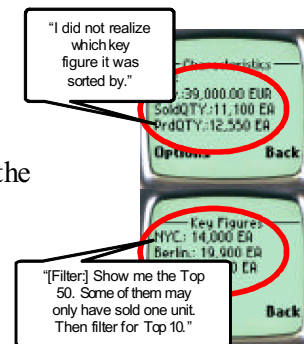 "I did not realize
which key
figure it was
sorted by."
Characteristics
39,000.00 EUR
SoldQTY.:11,100 EA
PrdQTY.:12,550 EA
Options Back
the
Key Figures
NYC.: 14,000 EA
Berlin.: 19,900 EA
EA
"[Filter:] Show me the Top
50. Some of them may
only have sold one unit.
Then filter for Top 10."
Back